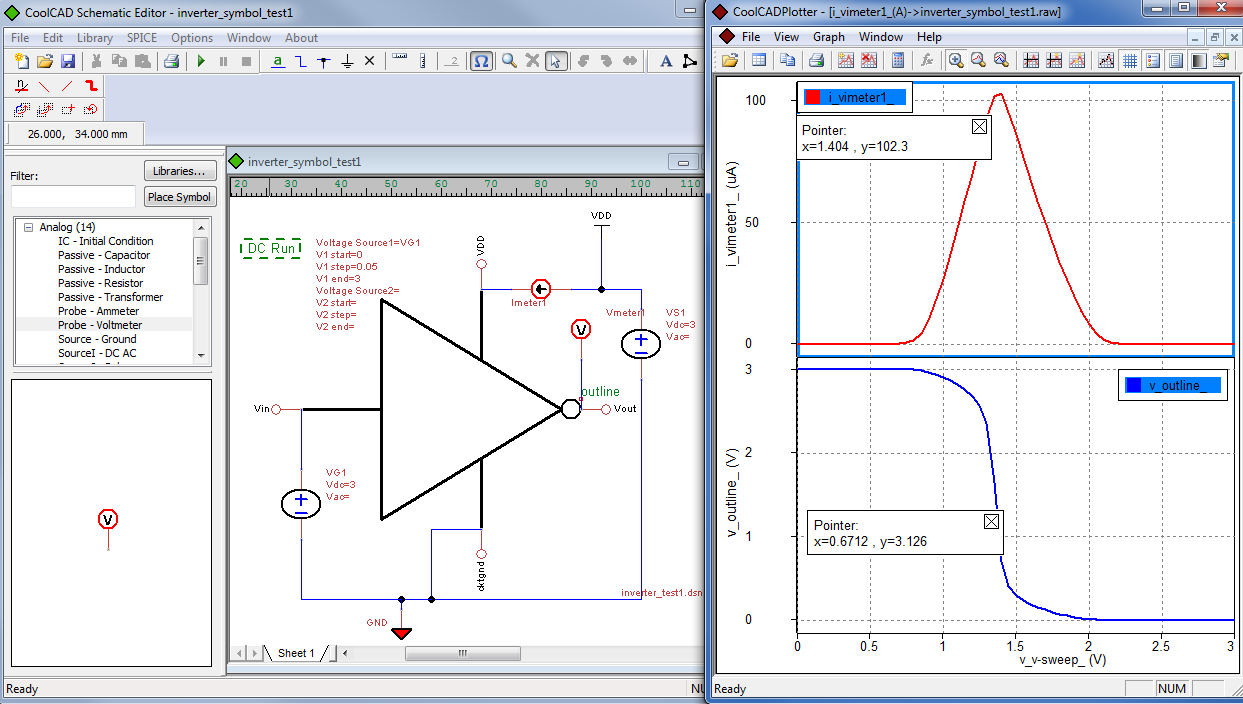 CoolCAD Schematic Editor - inverter_symbol_test1
File Edit Library SPICE Options Window About
a
.2 Ω A
26.000, 34.000 mm
Filter:
Libraries...
Place Symbol
Analog (14)
IC - Initial Condition
Passive - Capacitor
Passive - Inductor
Passive - Resistor
Passive - Transformer
Probe - Ammeter
Probe - Voltmeter
Source - Ground
SourceI - DC AC
V
Ready
inverter_symbol_test1
20 30 40 50 60 70 80 90 100 110
DC Run
Voltage Source1=VG1
V1 start=0
V1 step=0.05
V1 end=3
Voltage Source2=
V2 start=
V2 step=
V2 end=
VDD
VDD
Imeter1
Vmeter1
V
VS1
Vdc=3
Vac=
outline
Vin
Vout
VG1
Vdc=3
Vac=
cktgnd
inverter_test1.dsn
GND
Sheet 1
NU
CoolCADPlotter - [i_vimeter1_(A)->inverter_symbol_test1.raw]
File View Graph Window Help
fx
i_vimeter1_
Pointer:
x=1.404 , y=102.3
100
50
0
i_vimeter1_ (uA)
v_outline_
3
2
1
0
v_outline_ (V)
Pointer:
x=0.6712 , y=3.126
0 0.5 1 1.5 2 2.5 3
v_v-sweep_ (V)
Ready
NUM